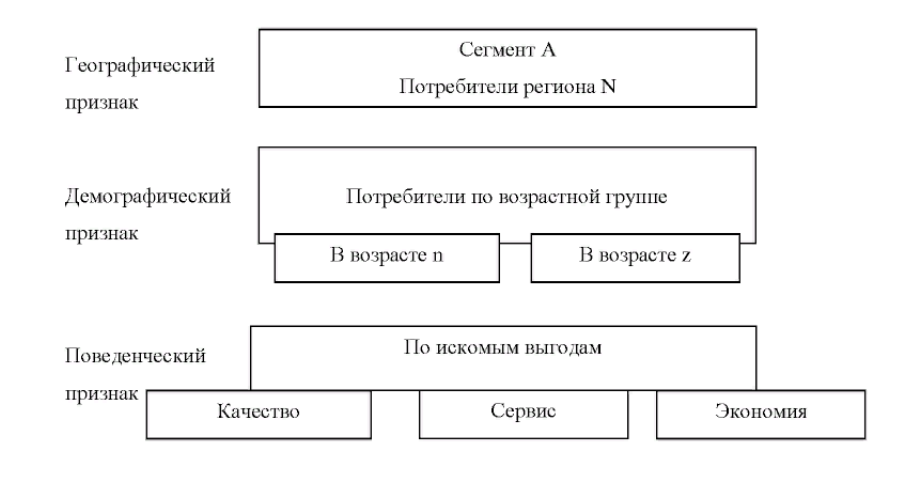 Географический
признак
Сегмент А
Потребители региона N
Демографический
признак
Потребители по возрастной группе
В возрасте n
В возрасте z
Поведенческий
признак
По искомым выгодам
Качество
Сервис
Экономия